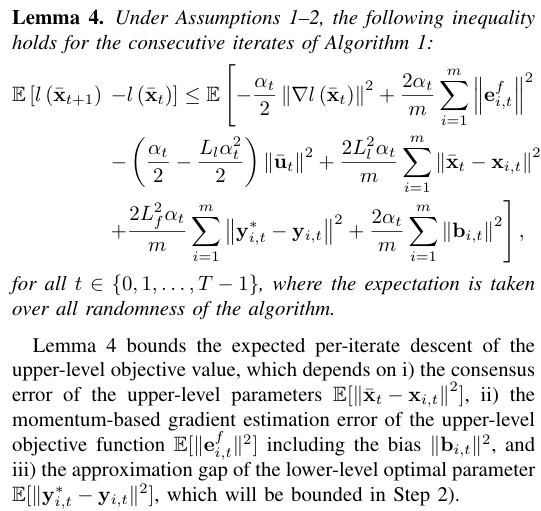 Lemma 4. Under Assumptions 1–2, the following inequality
holds for the consecutive iterates of Algorithm 1:
$\mathbb{E}\left[l\left(\bar{\mathbf{x}}_{t+1}\right) - l\left(\bar{\mathbf{x}}_t\right)\right] \leq \mathbb{E}\Bigg[-\frac{\alpha_t}{2}\left\|\nabla l\left(\bar{\mathbf{x}}_t\right)\right\|^2 + \frac{2\alpha_t}{m}\sum_{i=1}^{m}\left\|\mathbf{e}_{i,t}^f\right\|^2$
$-\left(\frac{\alpha_t}{2} - \frac{L_l\alpha_t^2}{2}\right)\left\|\bar{\mathbf{u}}_t\right\|^2 + \frac{2L_l^2\alpha_t}{m}\sum_{i=1}^{m}\left\|\bar{\mathbf{x}}_t - \mathbf{x}_{i,t}\right\|^2$
$+\frac{2L_f^2\alpha_t}{m}\sum_{i=1}^{m}\left\|\mathbf{y}_{i,t}^* - \mathbf{y}_{i,t}\right\|^2 + \frac{2\alpha_t}{m}\sum_{i=1}^{m}\left\|\mathbf{b}_{i,t}\right\|^2\Bigg],$
for all $t \in \{0, 1, \ldots, T-1\}$, where the expectation is taken
over all randomness of the algorithm.
Lemma 4 bounds the expected per-iterate descent of the
upper-level objective value, which depends on i) the consensus
error of the upper-level parameters $\mathbb{E}[\|\bar{\mathbf{x}}_t - \mathbf{x}_{i,t}\|^2]$, ii) the
momentum-based gradient estimation error of the upper-level
objective function $\mathbb{E}[\|\mathbf{e}_{i,t}^f\|^2]$ including the bias $\|\mathbf{b}_{i,t}\|^2$, and
iii) the approximation gap of the lower-level optimal parameter
$\mathbb{E}[\|\mathbf{y}_{i,t}^* - \mathbf{y}_{i,t}\|^2]$, which will be bounded in Step 2).